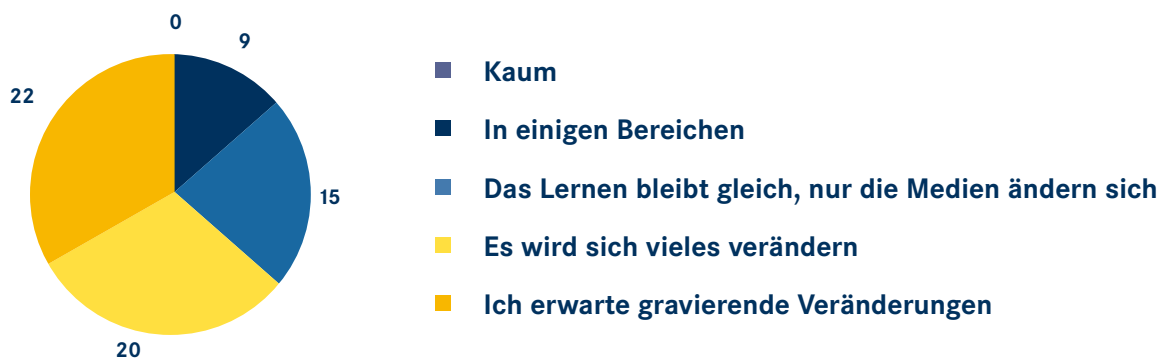 0
9
22
15
20
Kaum
In einigen Bereichen
Das Lernen bleibt gleich, nur die Medien ändern sich
Es wird sich vieles verändern
Ich erwarte gravierende Veränderungen